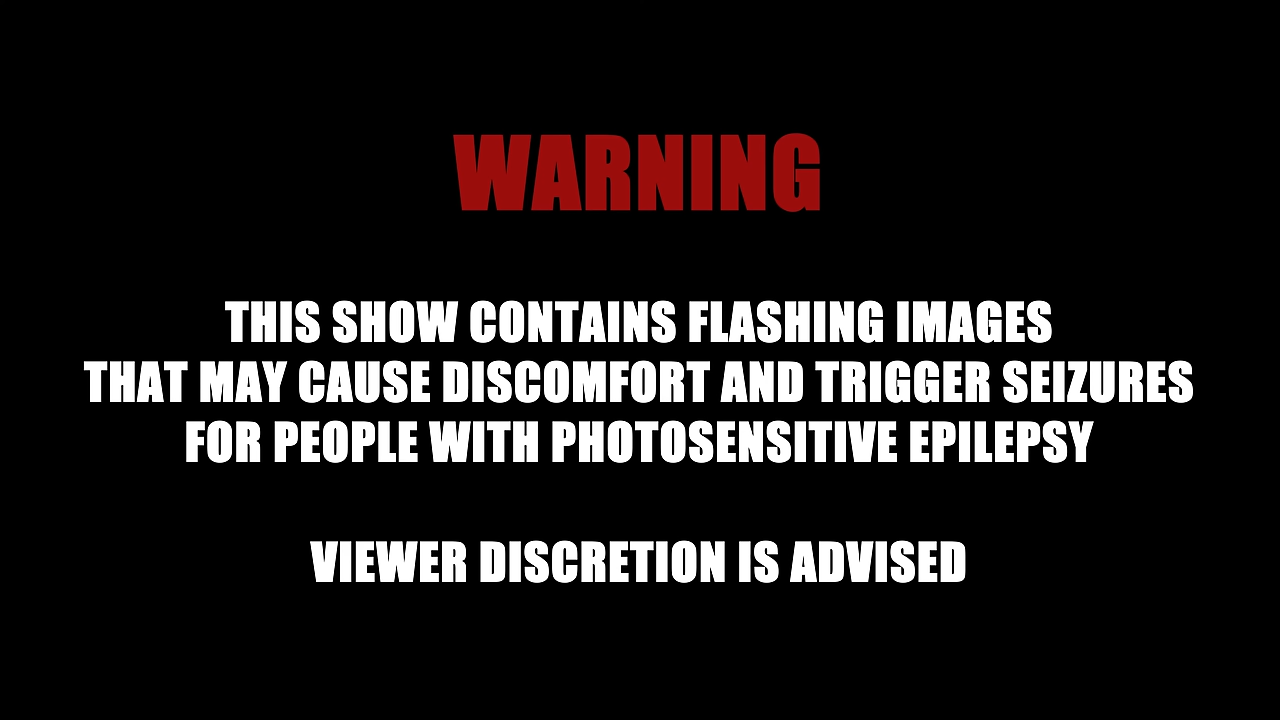 WARNING
THIS SHOW CONTAINS FLASHING IMAGES
THAT MAY CAUSE DISCOMFORT AND TRIGGER SEIZURES
FOR PEOPLE WITH PHOTOSENSITIVE EPILEPSY
VIEWER DISCRETION IS ADVISED